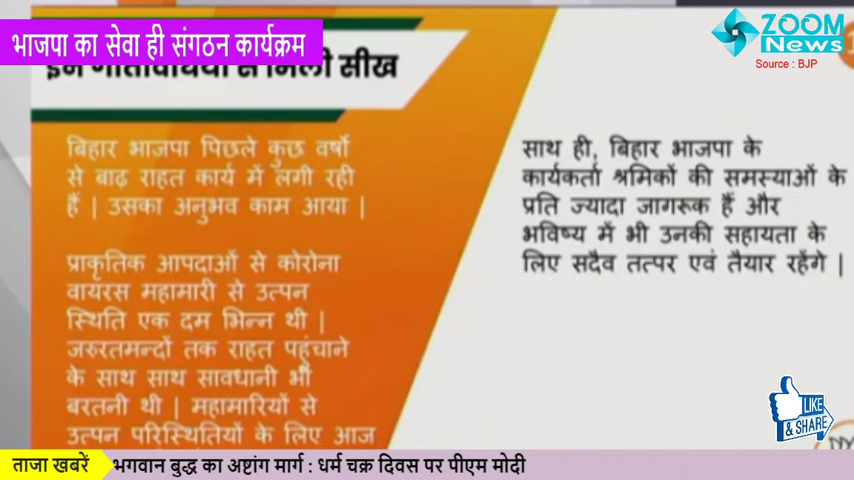 भाजपा का सेवा ही संगठन कार्यक्रम
ZOOM
News
Source : BJP
से मिली सीख
बिहार भाजपा पिछले कुछ वर्षो
से बाढ़ राहत कार्य में लगी रही
हैं | उसका अनुभव काम आया |
प्राकृतिक आपदाओं से कोरोना
वायरस महामारी से उत्पन
स्थिति एक दम भिन्न थी |
जरुरतमन्दों तक राहत पहुंचाने
के साथ साथ सावधानी भी
बरतनी थी | महामारियों से
उत्पन परिस्थितियों के लिए आज
साथ ही, बिहार भाजपा के
कार्यकर्ता श्रमिकों की समस्याओं के
प्रति ज्यादा जागरूक हैं और
भविष्य में भी उनकी सहायता के
लिए सदैव तत्पर एवं तैयार रहेंगे |
LIKE
& SHARE
ताजा खबरें
भगवान बुद्ध का अष्टांग मार्ग : धर्म चक्र दिवस पर पीएम मोदी